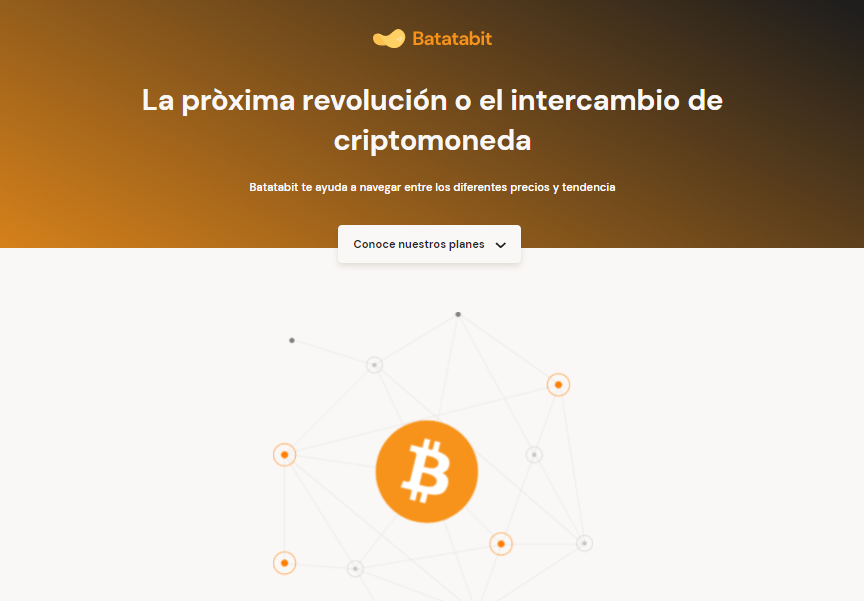 Batatabit
La pròxima revolución o el intercambio de
criptomoneda
Batatabit te ayuda a navegar entre los diferentes precios y tendencia
Conoce nuestros planes